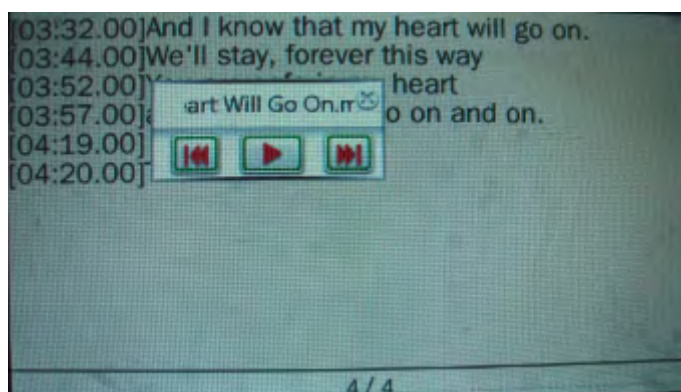 [03:32.00]And I know that my heart will go on.
[03:44.00]We'll stay, forever this way
[03:52.00] heart
art Will Go On.m
[03:57.00] o on and on.
[04:19.00]
[04:20.00]
4/4